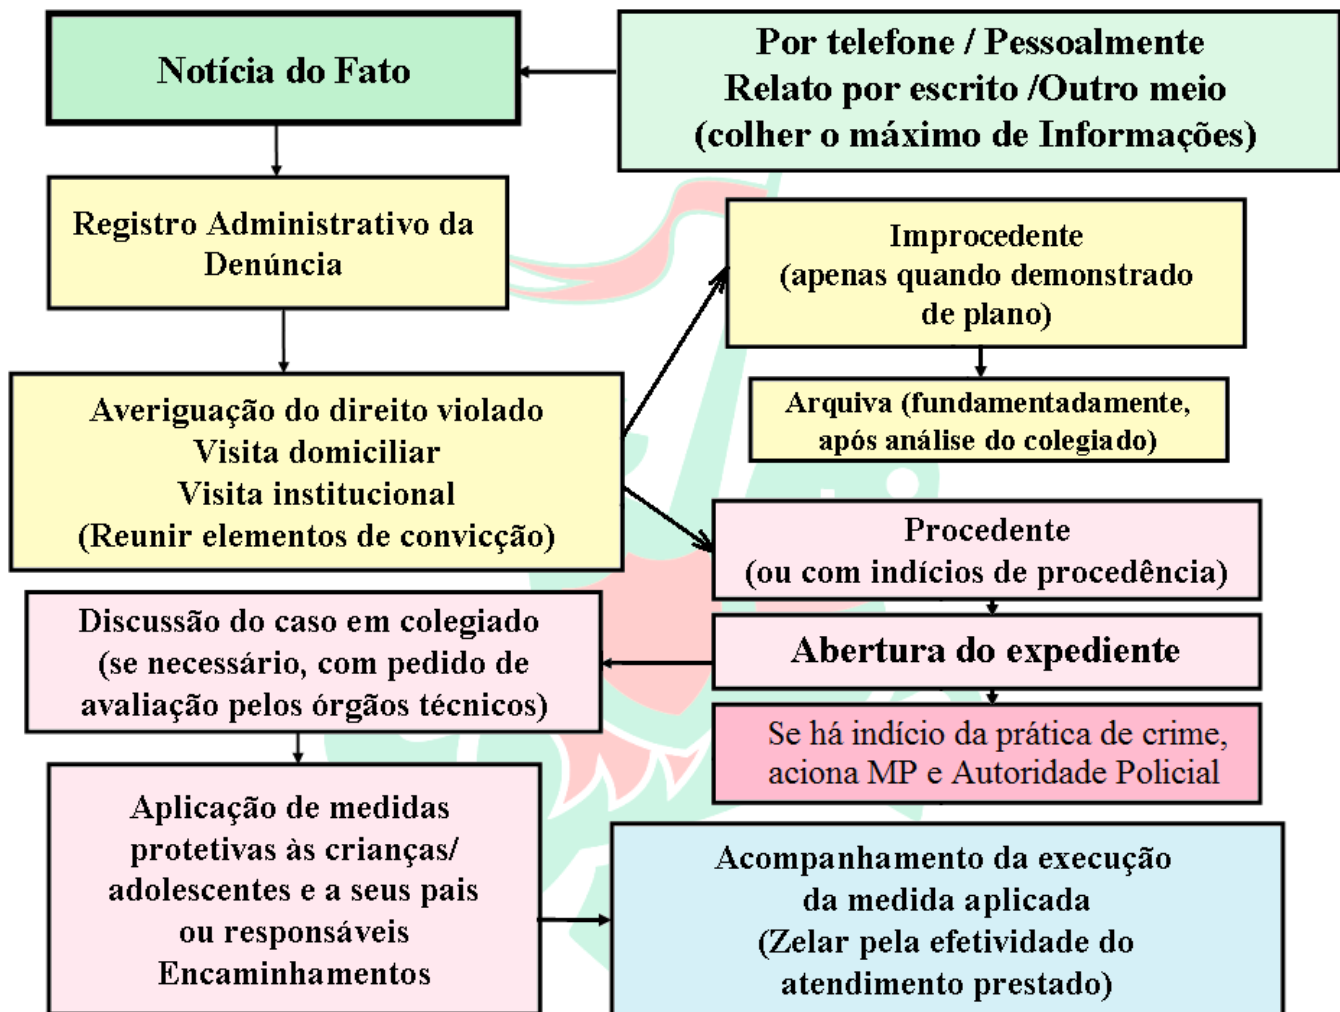 Notícia do Fato
Por telefone / Pessoalmente
Relato por escrito /Outro meio
(colher o máximo de Informações)
Registro Administrativo da
Denúncia
Improcedente
(apenas quando demonstrado
de plano)
Arquiva (fundamentadamente,
após análise do colegiado)
Averiguação do direito violado
Visita domiciliar
Visita institucional
(Reunir elementos de convicção)
Procedente
(ou com indícios de procedência)
Abertura do expediente
Se há indício da prática de crime,
aciona MP e Autoridade Policial
Discussão do caso em colegiado
(se necessário, com pedido de
avaliação pelos órgãos técnicos)
Aplicação de medidas
protetivas às crianças/
adolescentes e a seus pais
ou responsáveis
Encaminhamentos
Acompanhamento da execução
da medida aplicada
(Zelar pela efetividade do
atendimento prestado)